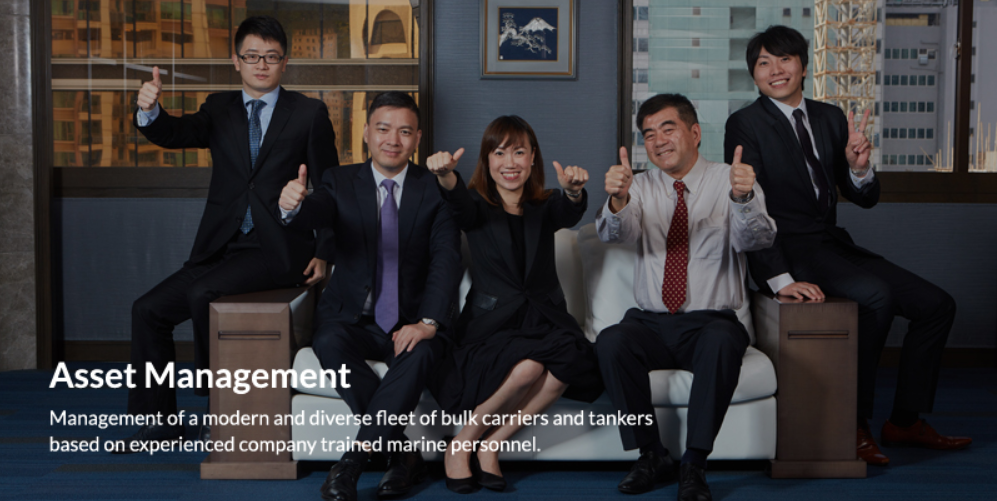 Asset Management
Management of a modern and diverse fleet of bulk carriers and tankers
based on experienced company trained marine personnel.